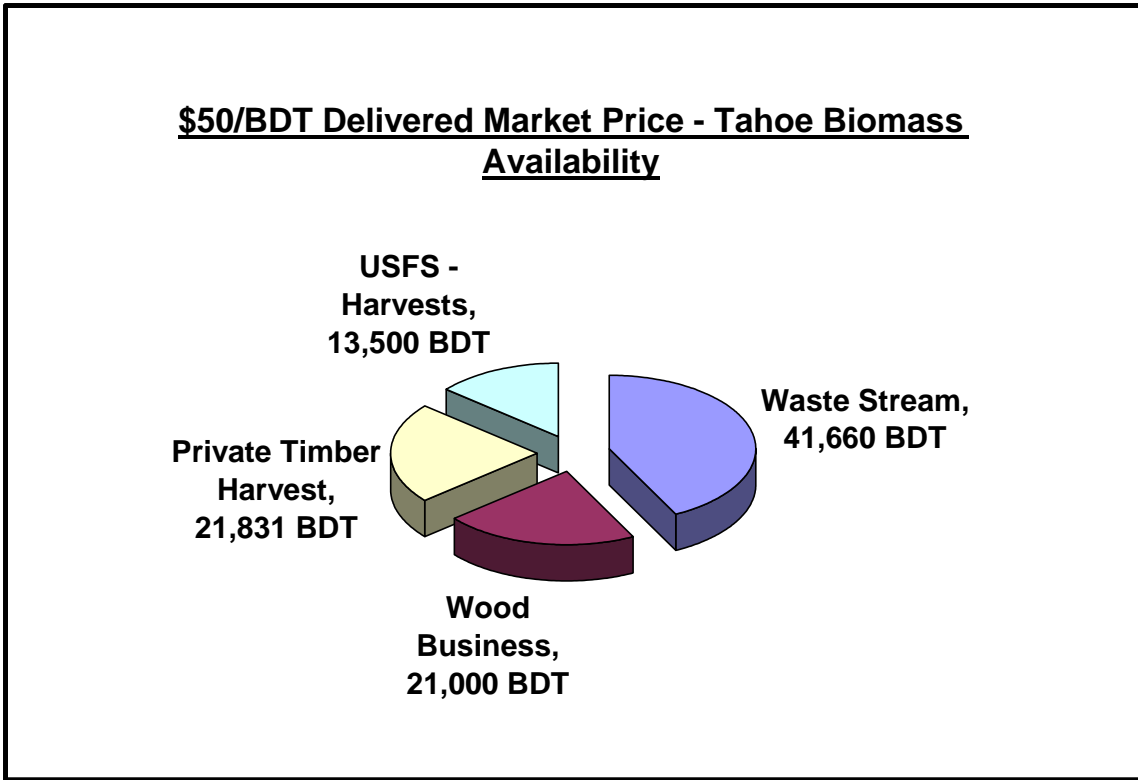 $50/BDT Delivered Market Price - Tahoe Biomass
Availability
USFS -
Harvests,
13,500 BDT
Waste Stream,
41,660 BDT
Private Timber
Harvest,
21,831 BDT
Wood
Business,
21,000 BDT